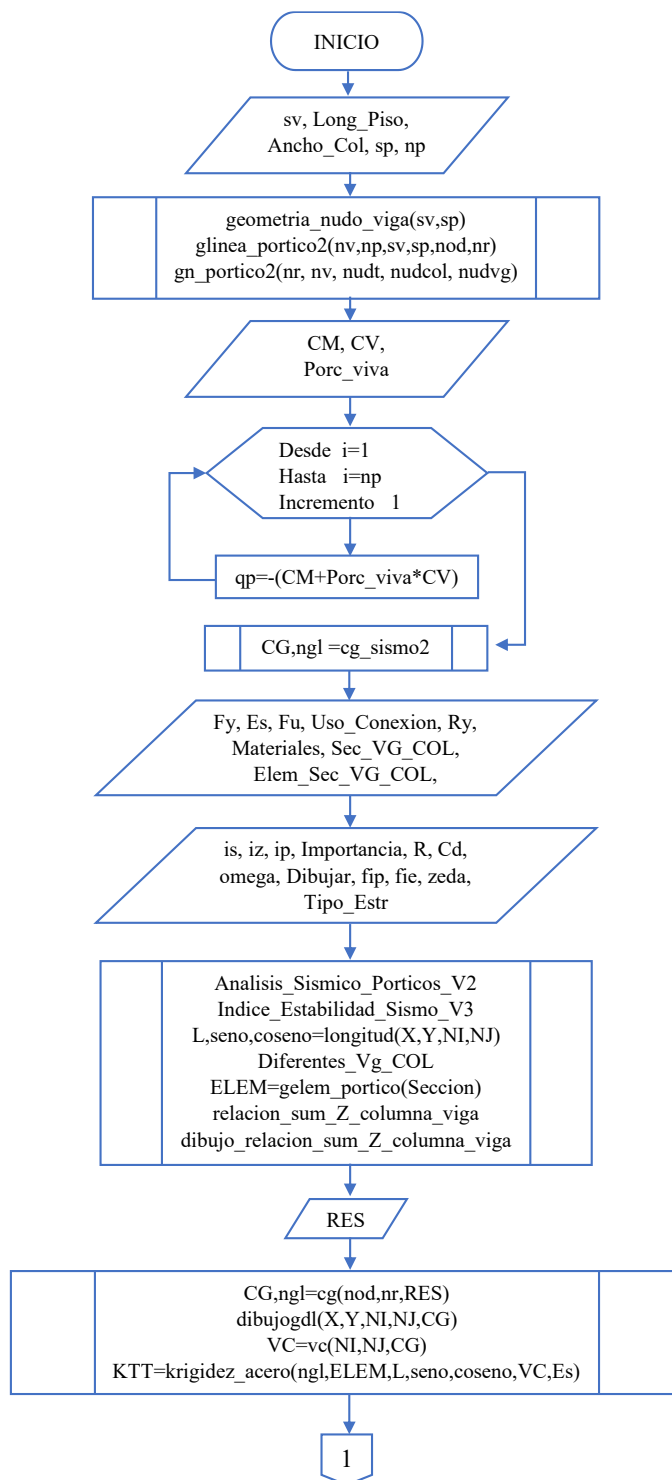 INICIO
sv, Long_Piso,
Ancho_Col, sp, np
geometria_nudo_viga(sv,sp)
glinea_portico2(nv,np,sv,sp,nod,nr)
gn_portico2(nr, nv, nudt, nudcol, nudvg)
CM, CV,
Porc_viva
Desde i=1
Hasta i=np
Incremento 1
qp=-(CM+Porc_viva*CV)
CG,ngl =cg_sismo2
Fy, Es, Fu, Uso_Conexion, Ry,
Materiales, Sec_VG_COL,
Elem_Sec_VG_COL,
is, iz, ip, Importancia, R, Cd,
omega, Dibujar, fip, fie, zeda,
Tipo_Estr
Analisis_Sismico_Porticos_V2
Indice_Estabilidad_Sismo_V3
L,seno,coseno=longitud(X,Y,NI,NJ)
Diferentes_Vg_COL
ELEM=gelem_portico(Seccion)
relacion_sum_Z_columna_viga
dibujo_relacion_sum_Z_columna_viga
RES
CG,ngl=cg(nod,nr,RES)
dibujogdl(X,Y,NI,NJ,CG)
VC=vc(NI,NJ,CG)
KTT=krigidez_acero(ngl,ELEM,L,seno,coseno,VC,Es)
1